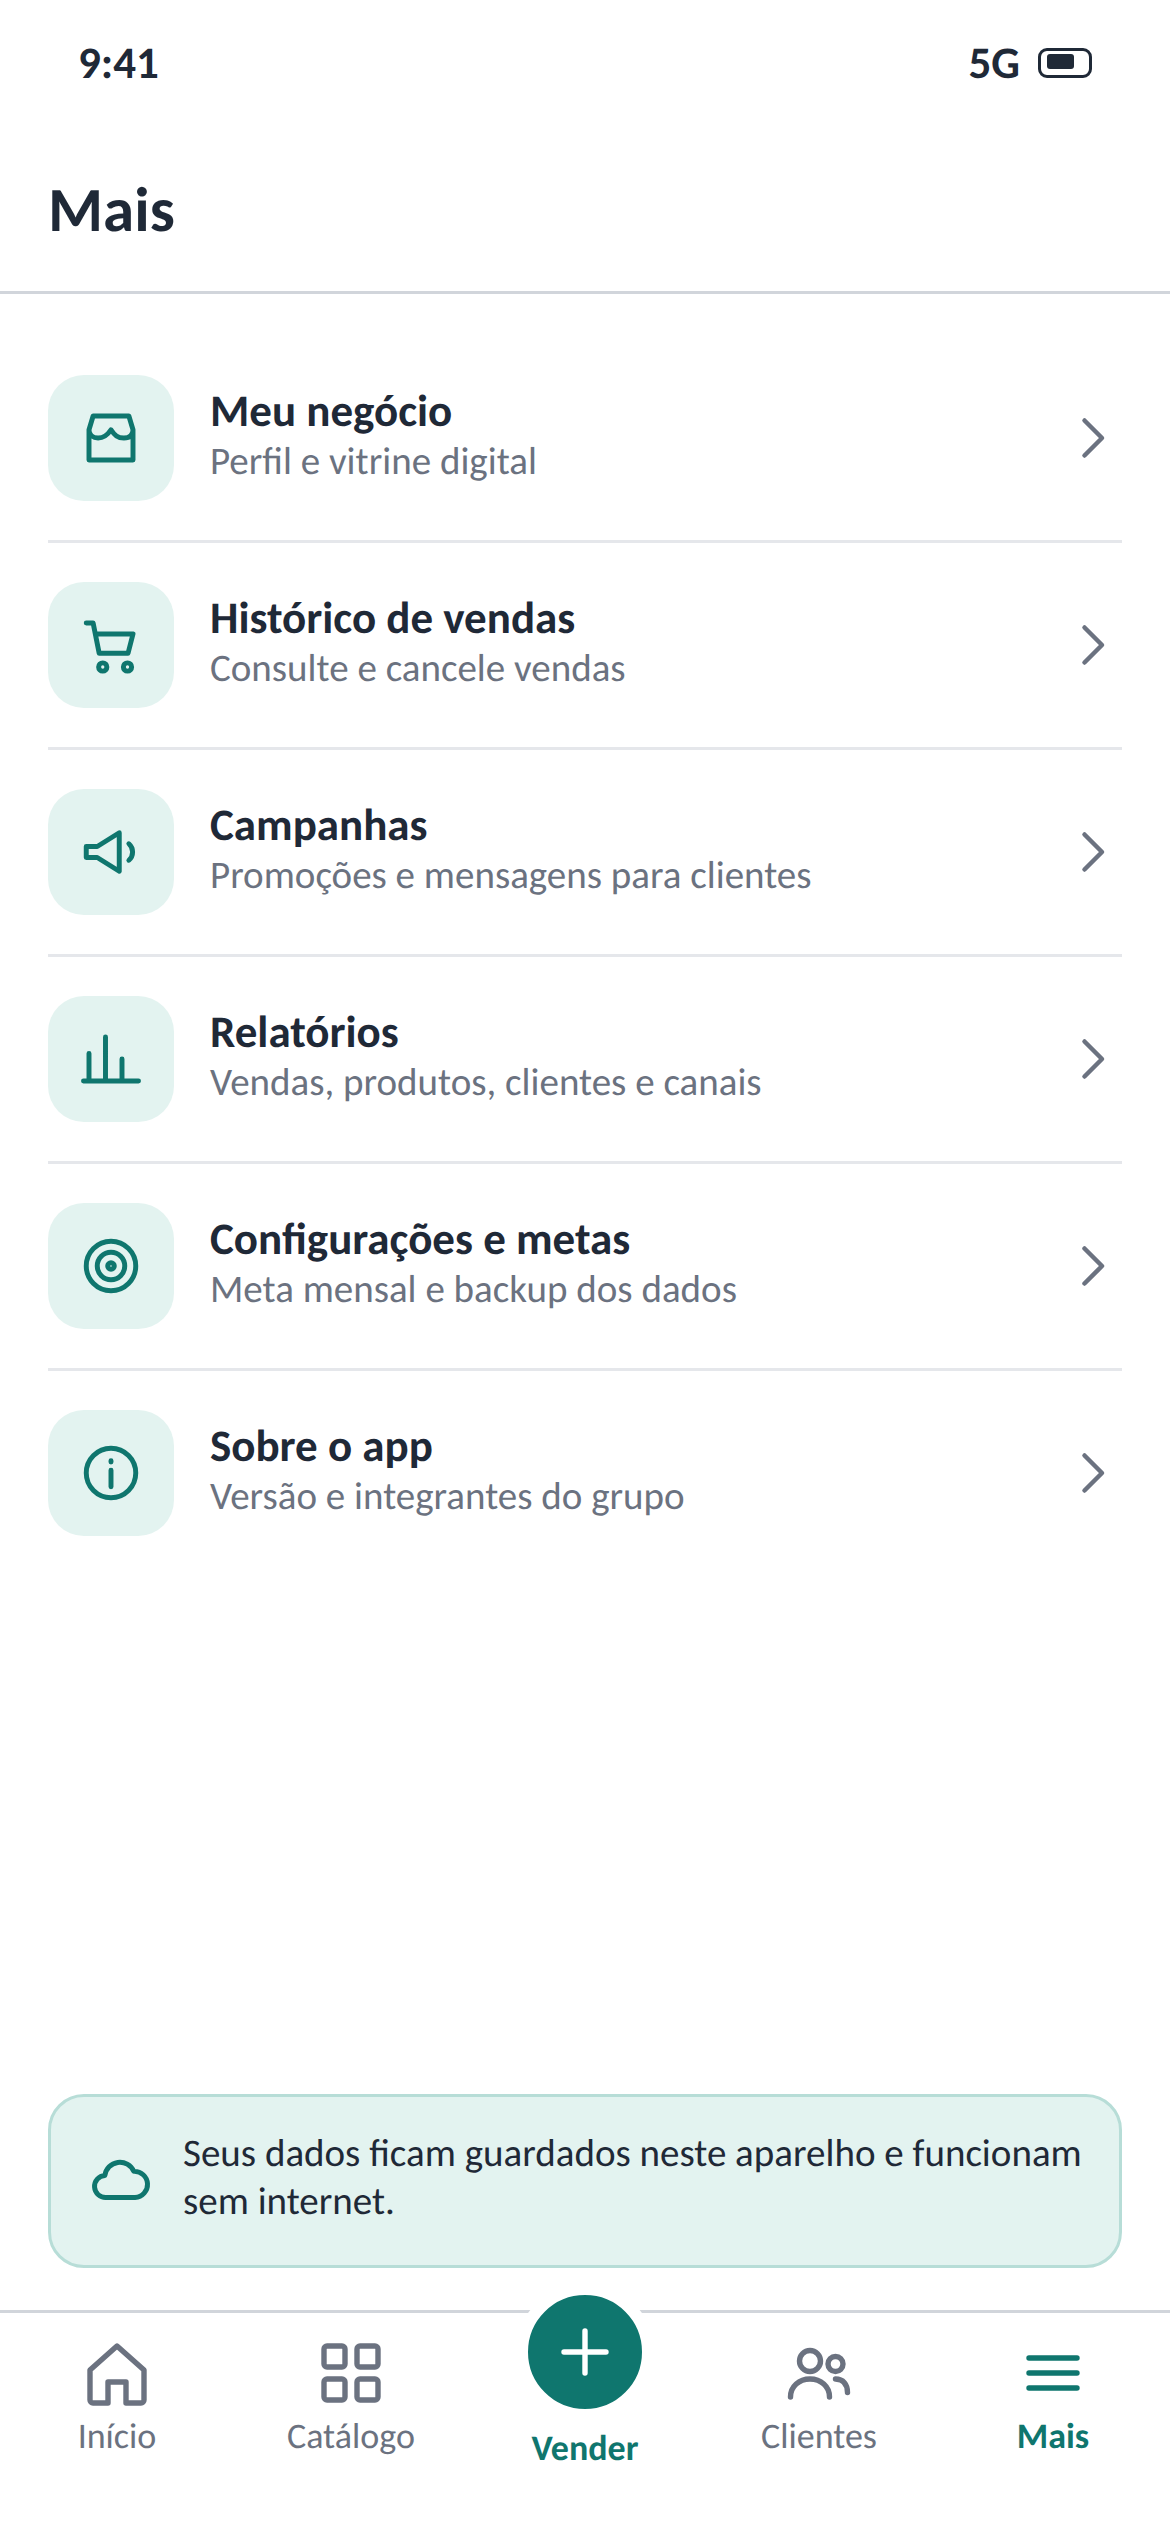 9:41
5G
Mais
Meu negócio
Perfil e vitrine digital
Histórico de vendas
Consulte e cancele vendas
Campanhas
Promoções e mensagens para clientes
Relatórios
Vendas, produtos, clientes e canais
Configurações e metas
Meta mensal e backup dos dados
Sobre o app
Versão e integrantes do grupo
Seus dados ficam guardados neste aparelho e funcionam
sem internet.
Início
Catálogo
Vender
Clientes
Mais